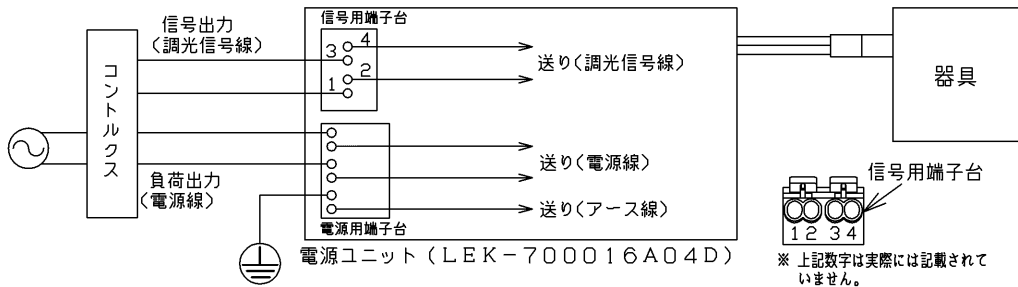 信号出力
(調光信号線)
コントルクス
負荷出力
(電源線)
信号用端子台
4
3
2
1
送り(調光信号線)
送り(電源線)
送り(アース線)
電源用端子台
電源ユニット(LEK-700016A04D)
器具
信号用端子台
1 2 3 4
※ 上記数字は実際には記載されて
いません。